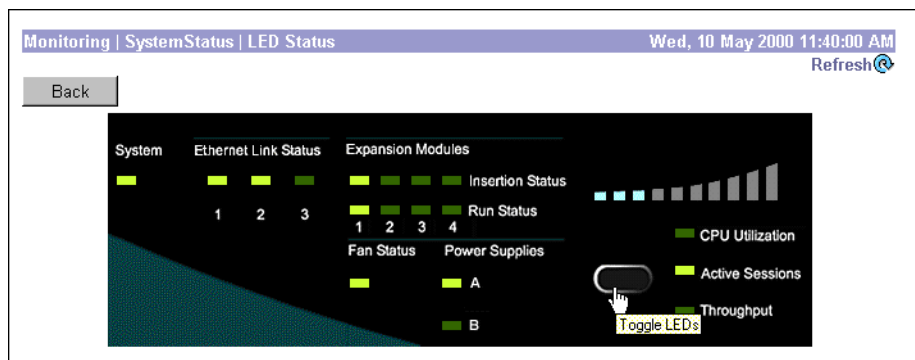 Monitoring | SystemStatus | LED Status
Wed, 10 May 2000 11:40:00 AM
Refresh
Back
System
Ethernet Link Status
Expansion Modules
Insertion Status
1 2 3
Run Status
1 2 3 4
Fan Status
Power Supplies
CPU Utilization
A
Active Sessions
B
Throughput
Toggle LEDs